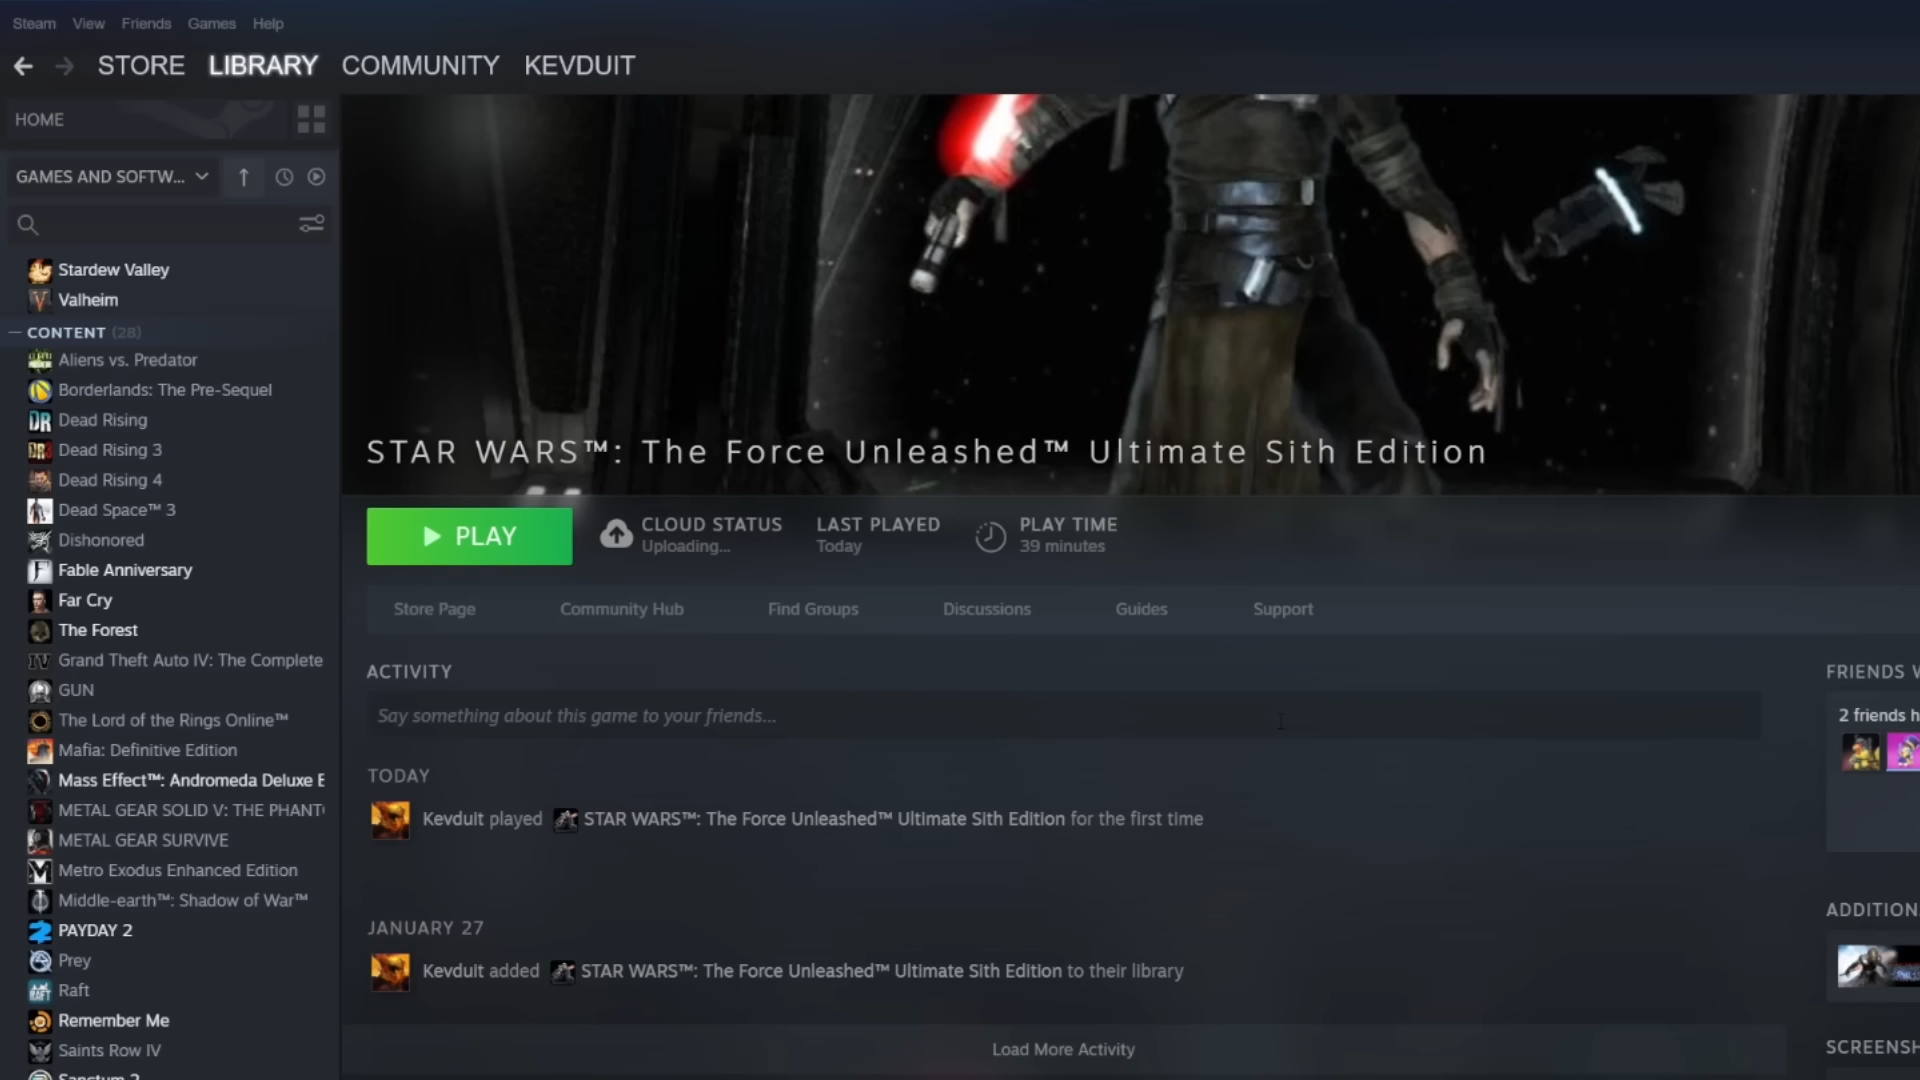 Steam View Friends Games Help
STORE LIBRARY COMMUNITY KEVDUIT
HOME
GAMES AND SOFTW...
Stardew Valley
Valheim
CONTENT (28)
Aliens vs. Predator
Borderlands: The Pre-Sequel
Dead Rising
Dead Rising 3
Dead Rising 4
Dead Space™ 3
Dishonored
Fable Anniversary
Far Cry
The Forest
Grand Theft Auto IV: The Complete
GUN
The Lord of the Rings Online™
Mafia: Definitive Edition
Mass Effect™: Andromeda Deluxe E
METAL GEAR SOLID V: THE PHANT
METAL GEAR SURVIVE
Metro Exodus Enhanced Edition
Middle-earth™: Shadow of War™
PAYDAY 2
Prey
Raft
Remember Me
Saints Row IV
Sanctum 2
STAR WARS™: The Force Unleashed™ Ultimate Sith Edition
PLAY
CLOUD STATUS
Uploading...
LAST PLAYED
Today
PLAY TIME
39 minutes
Store Page Community Hub Find Groups Discussions Guides Support
ACTIVITY
Say something about this game to your friends...
TODAY
Kevduit played STAR WARS™: The Force Unleashed™ Ultimate Sith Edition for the first time
JANUARY 27
Kevduit added STAR WARS™: The Force Unleashed™ Ultimate Sith Edition to their library
Load More Activity
FRIENDS W
2 friends h
ADDITION
SCREENSH